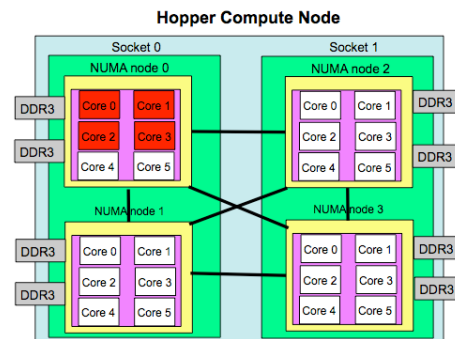 Hopper Compute Node
Socket 0 Socket 1
NUMA node 0 NUMA node 2
DDR3 Core 0 Core 1 Core 0 Core 1 DDR3
DDR3 Core 2 Core 3 Core 2 Core 3 DDR3
Core 4 Core 5 Core 4 Core 5
NUMA node 1 NUMA node 3
DDR3 Core 0 Core 1 Core 0 Core 1 DDR3
DDR3 Core 2 Core 3 Core 2 Core 3 DDR3
Core 4 Core 5 Core 4 Core 5